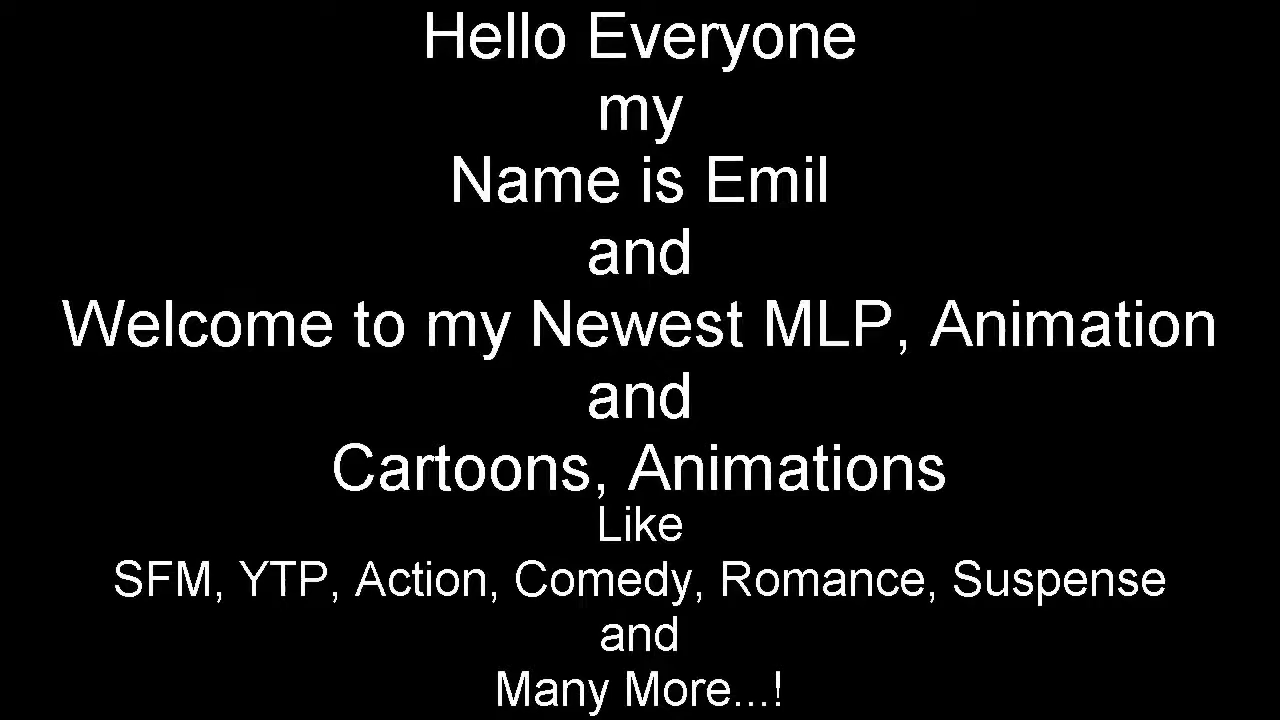 Hello Everyone
my
Name is Emil
and
Welcome to my Newest MLP, Animation
and
Cartoons, Animations
Like
SFM, YTP, Action, Comedy, Romance, Suspense
and
Many More...!